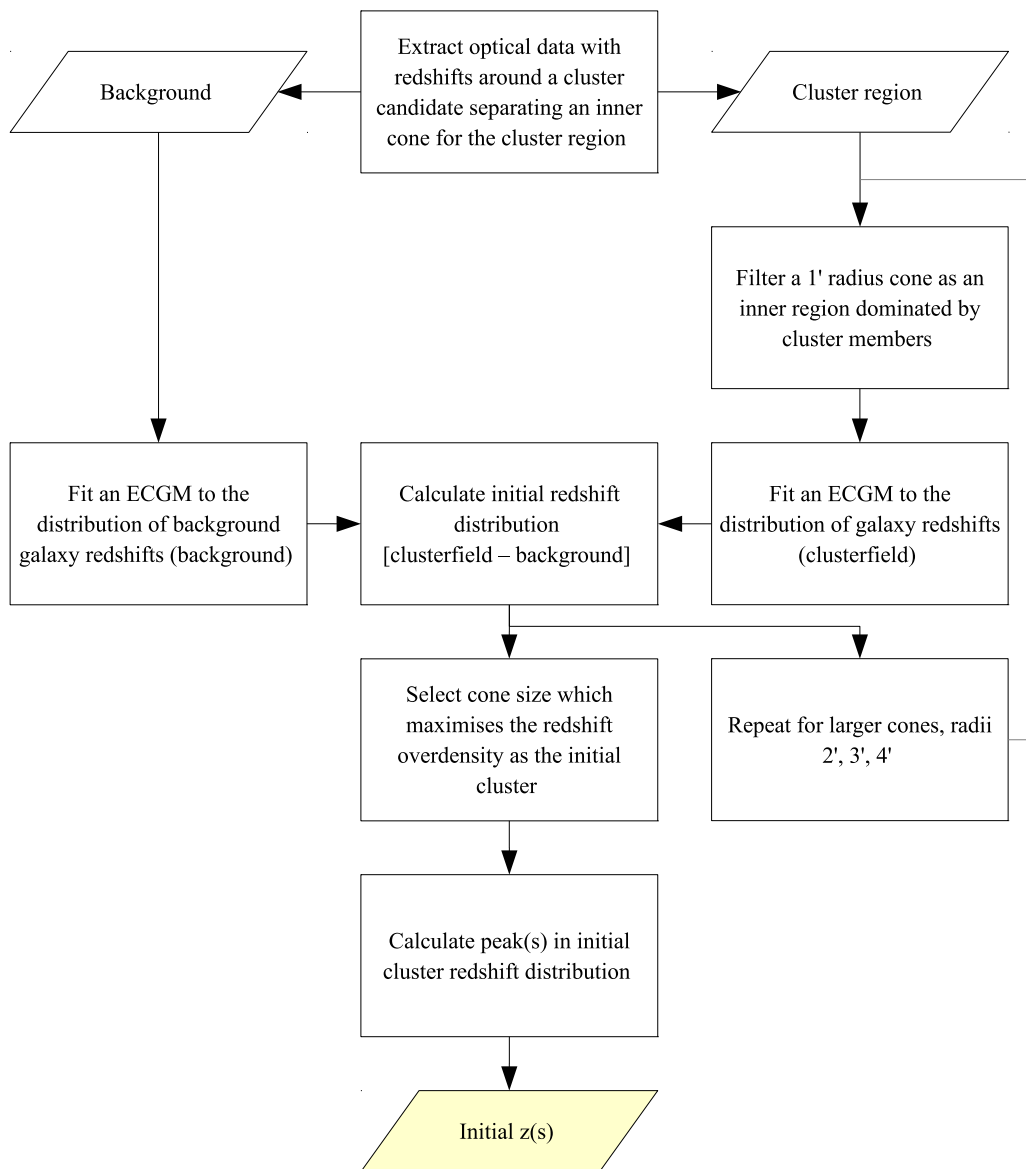 Extract optical data with
redshifts around a cluster
candidate separating an inner
cone for the cluster region
Background
Cluster region
Filter a 1' radius cone as an
inner region dominated by
cluster members
Fit an ECGM to the
distribution of background
galaxy redshifts (background)
Calculate initial redshift
distribution
[clusterfield – background]
Fit an ECGM to the
distribution of galaxy redshifts
(clusterfield)
Select cone size which
maximises the redshift
overdensity as the initial
cluster
Repeat for larger cones, radii
2', 3', 4'
Calculate peak(s) in initial
cluster redshift distribution
Initial z(s)